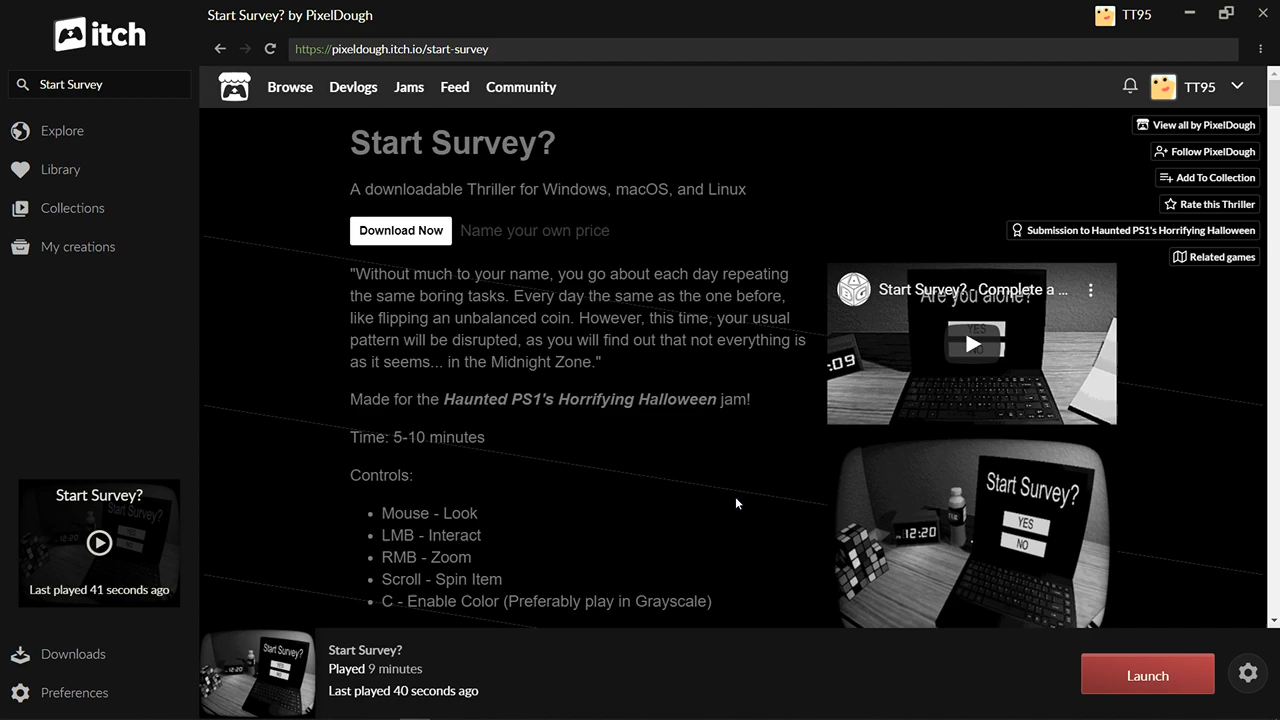 itch
Start Survey? by PixelDough
TT95
https://pixeldough.itch.io/start-survey
Start Survey
Explore
Library
Collections
My creations
Browse
Devlogs
Jams
Feed
Community
TT95
Start Survey?
A downloadable Thriller for Windows, macOS, and Linux
Download Now
Name your own price
"Without much to your name, you go about each day repeating
the same boring tasks. Every day the same as the one before,
like flipping an unbalanced coin. However, this time, your usual
pattern will be disrupted, as you will find out that not everything is
as it seems... in the Midnight Zone."
Made for the Haunted PS1's Horrifying Halloween jam!
Time: 5-10 minutes
Controls:
• Mouse - Look
• LMB - Interact
• RMB - Zoom
• Scroll - Spin Item
• C - Enable Color (Preferably play in Grayscale)
View all by PixelDough
Follow PixelDough
Add To Collection
Rate this Thriller
Submission to Haunted PS1's Horrifying Halloween
Related games
Start Survey? - Complete a ...
Are you alone?
YES
NO
:09
Start Survey?
YES
NO
12:20
Start Survey?
Last played 41 seconds ago
Downloads
Preferences
Start Survey?
YES
NO
12:20
Start Survey?
Played 9 minutes
Last played 40 seconds ago
Launch